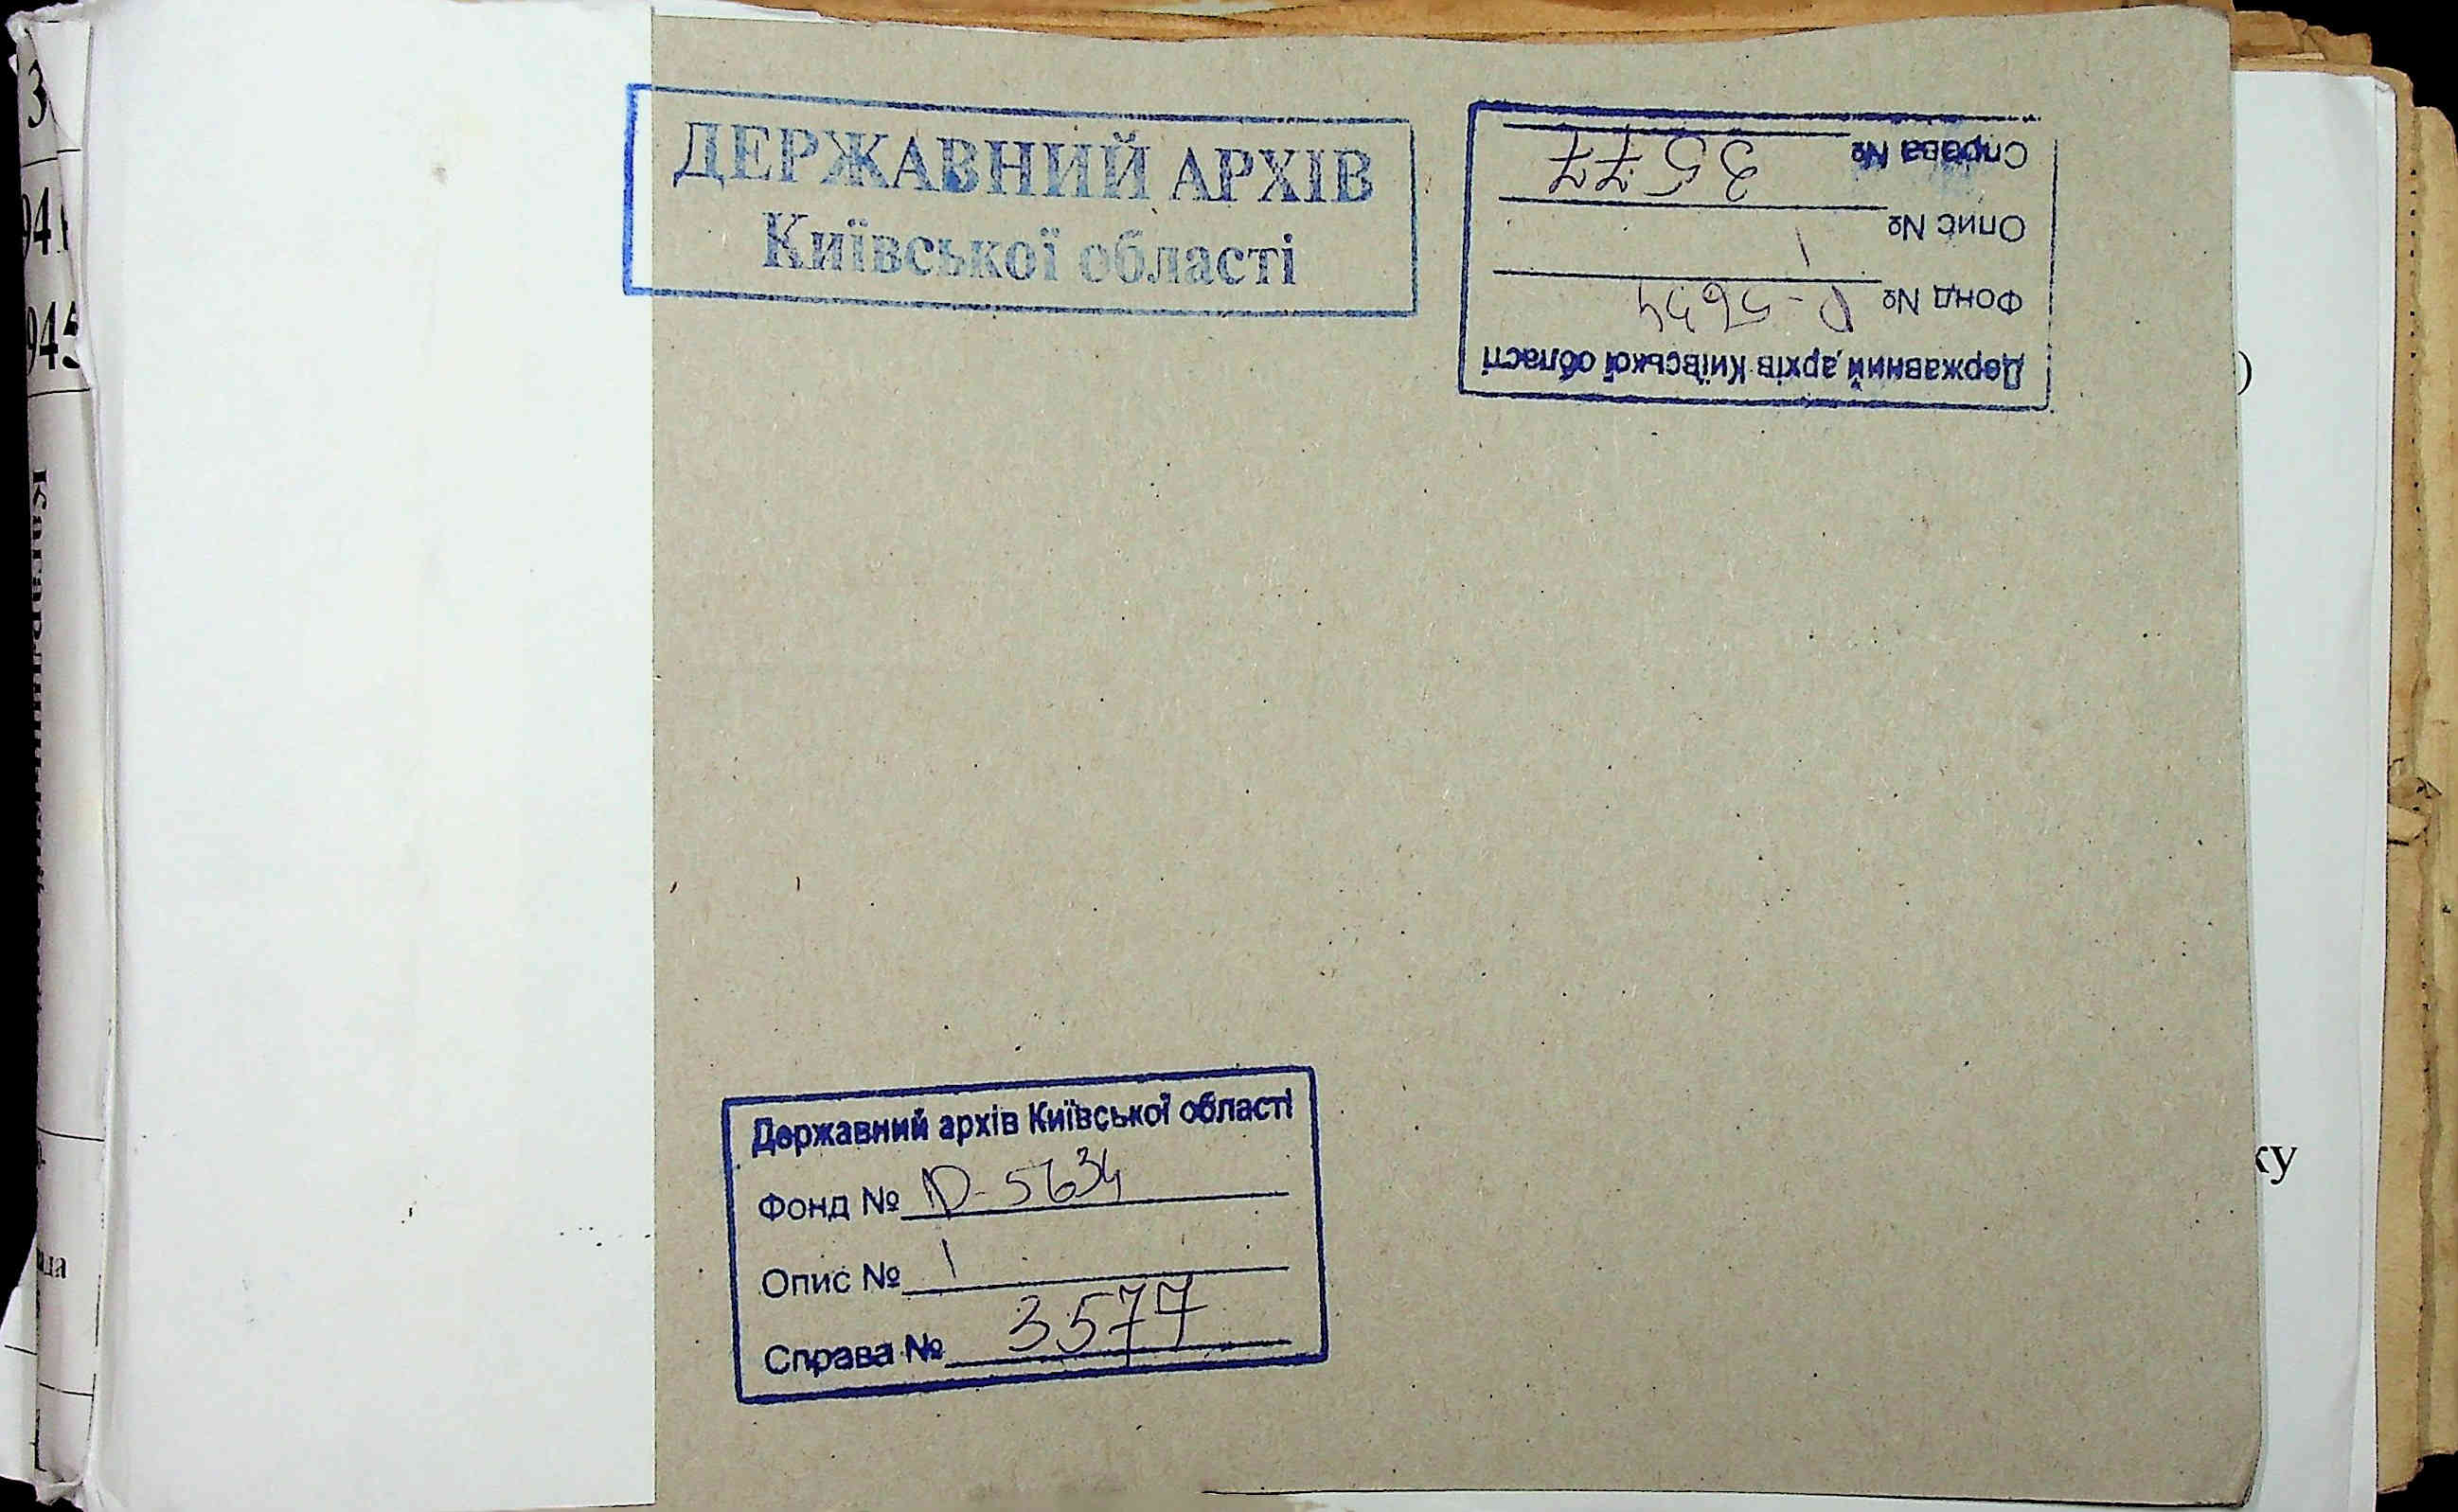 ДЕРЖАВНИЙ АРХІВ
Київської області
Державний архів Київської області
Фонд № Р-5634
Опис № 1
Справа № 3577
Державний архів Київської області
Фонд № Р-5634
Опис № 1
Справа № 3577
ку